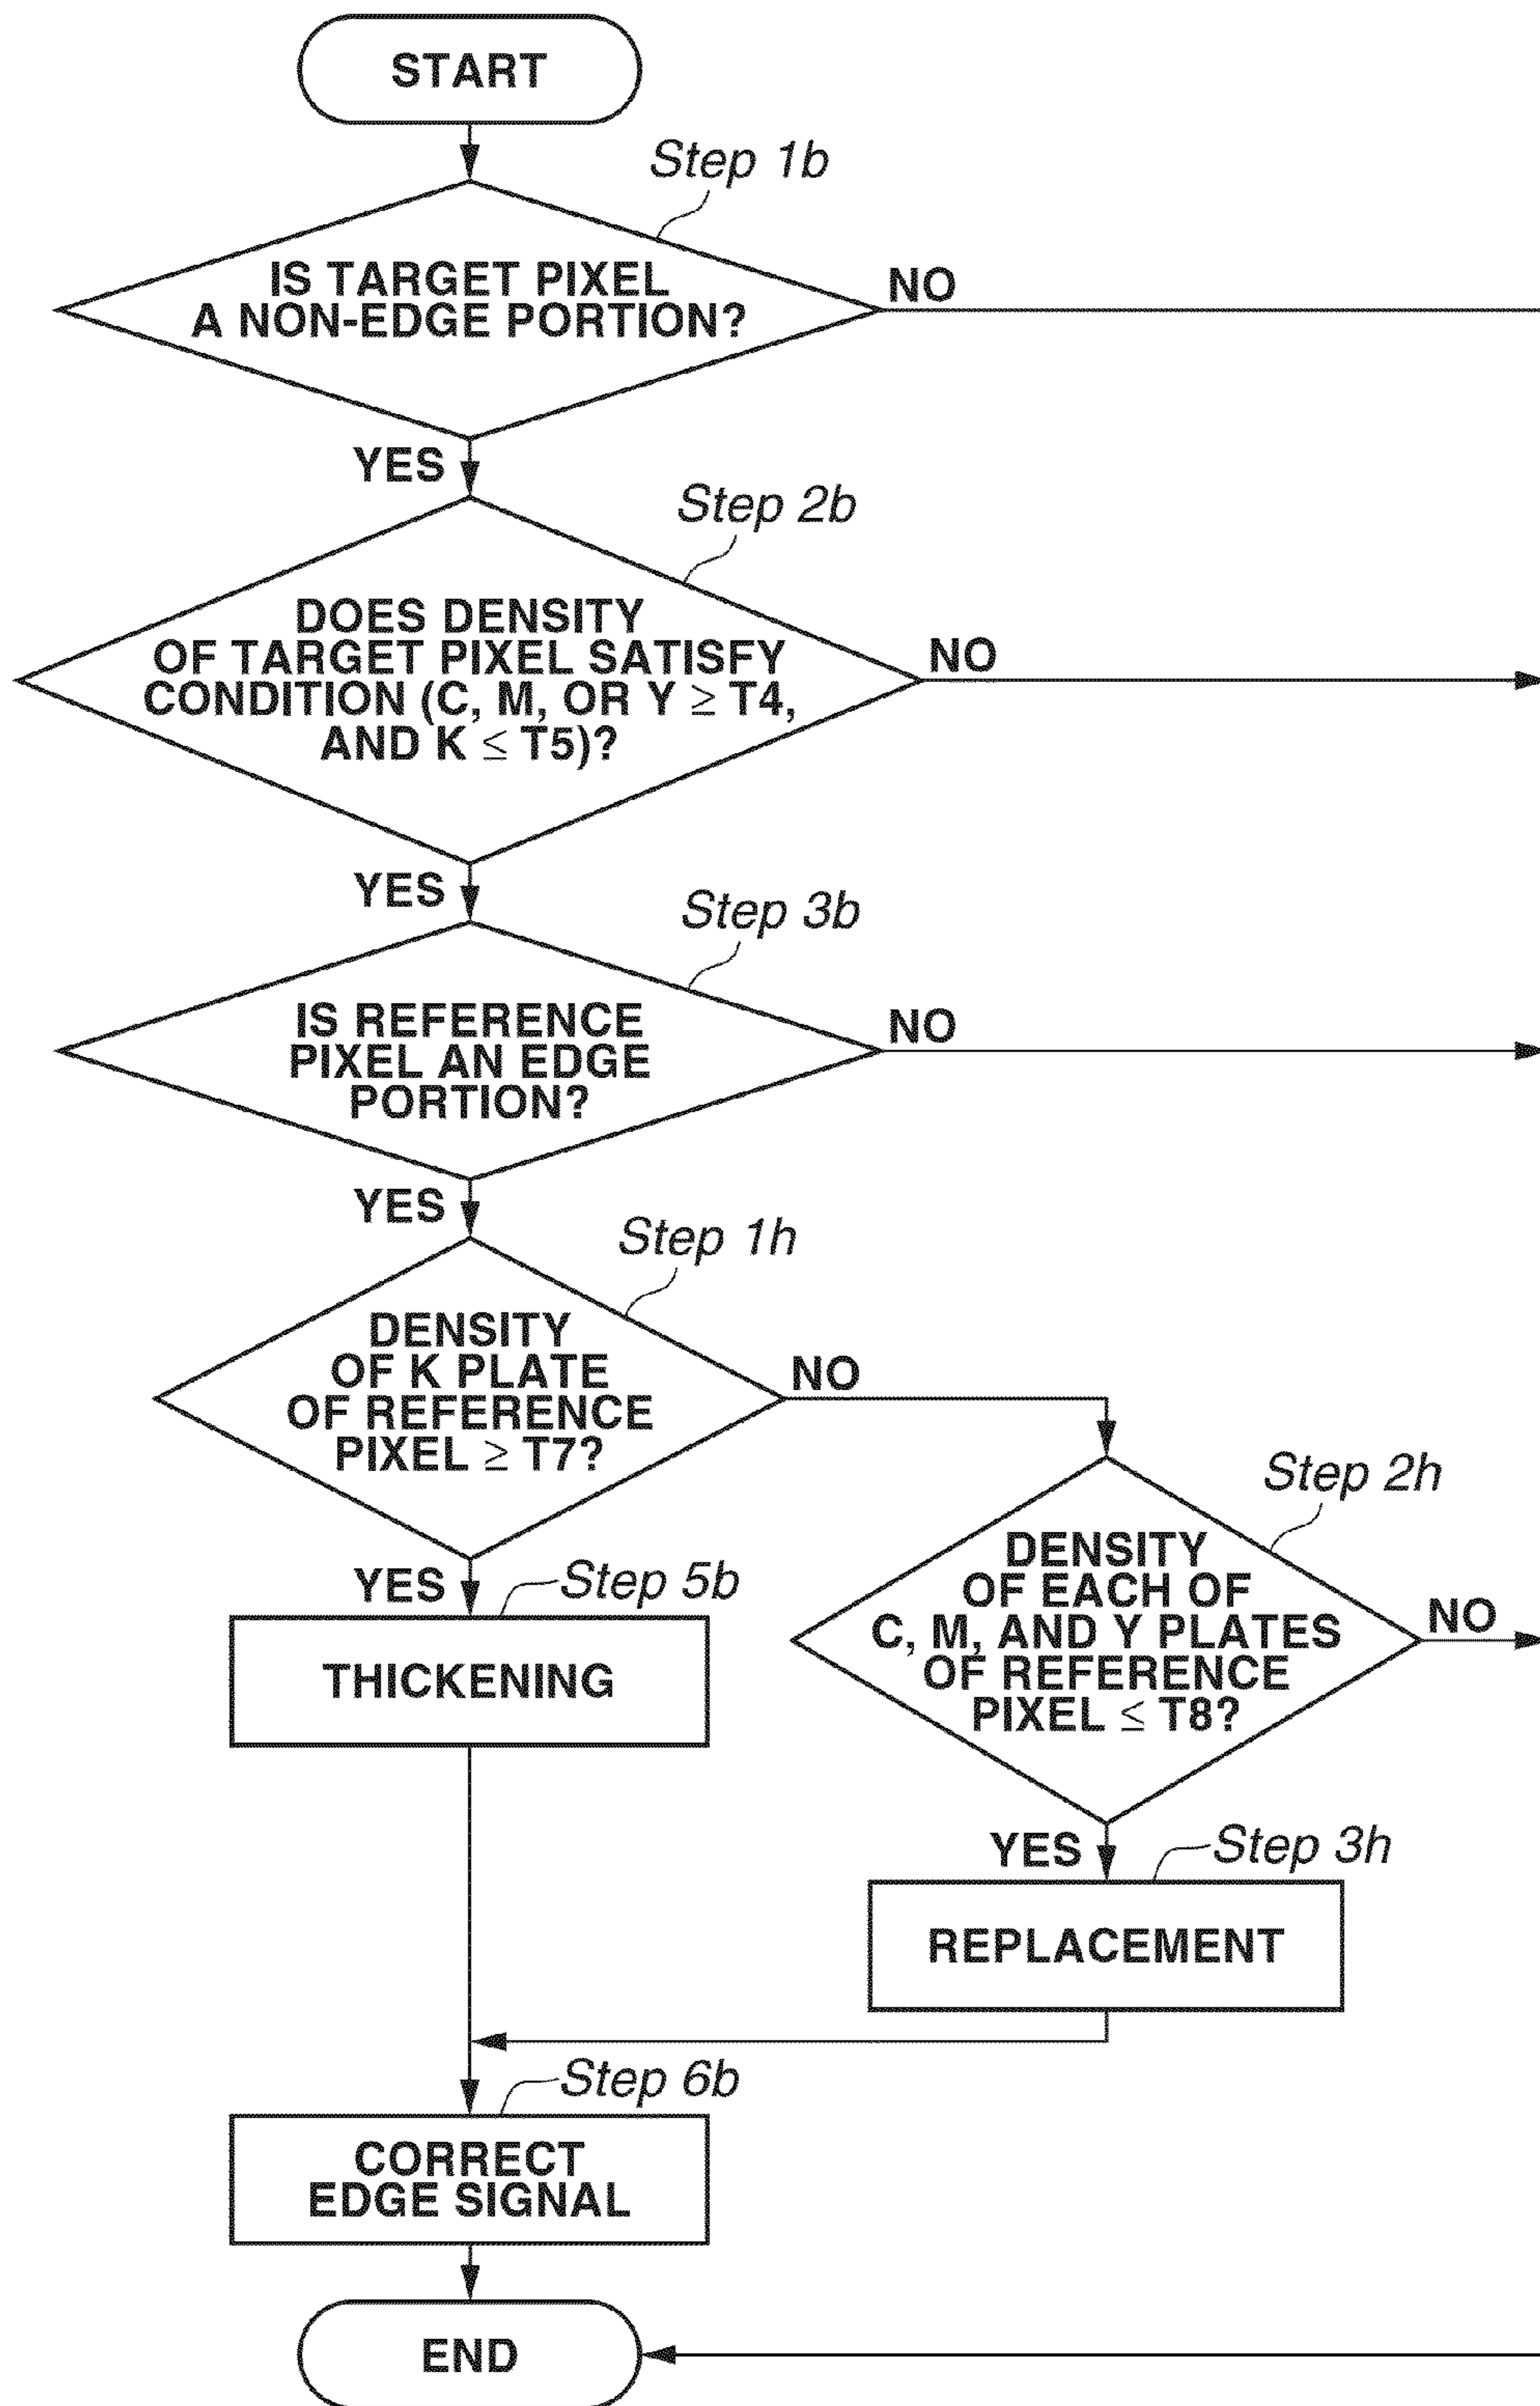 START
Step 1b
IS TARGET PIXEL
A NON-EDGE PORTION?
NO
YES
Step 2b
DOES DENSITY
OF TARGET PIXEL SATISFY
CONDITION (C, M, OR Y ≥ T4,
AND K ≤ T5)?
NO
YES
Step 3b
IS REFERENCE
PIXEL AN EDGE
PORTION?
NO
YES
Step 1h
DENSITY
OF K PLATE
OF REFERENCE
PIXEL ≥ T7?
NO
YES
Step 2h
DENSITY
OF EACH OF
C, M, AND Y PLATES
OF REFERENCE
PIXEL ≤ T8?
NO
Step 5b
THICKENING
YES
Step 3h
REPLACEMENT
Step 6b
CORRECT
EDGE SIGNAL
END